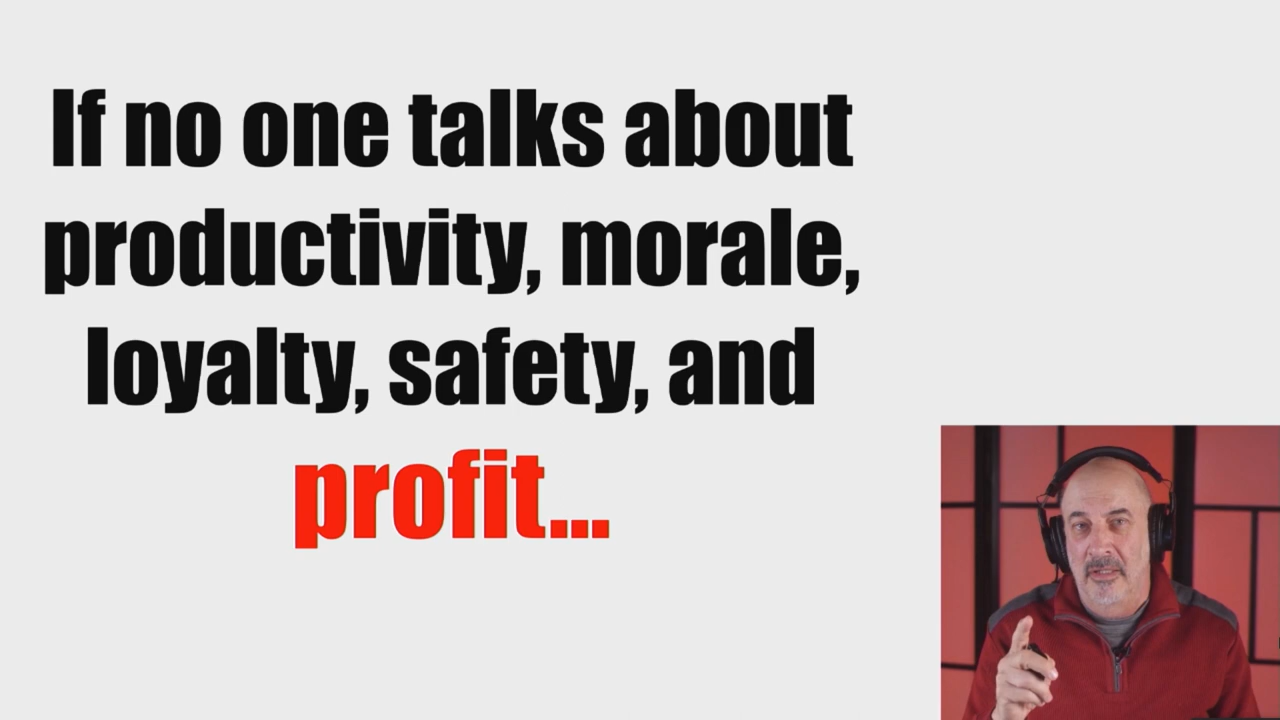 If no one talks about
productivity, morale,
loyalty, safety, and
profit...